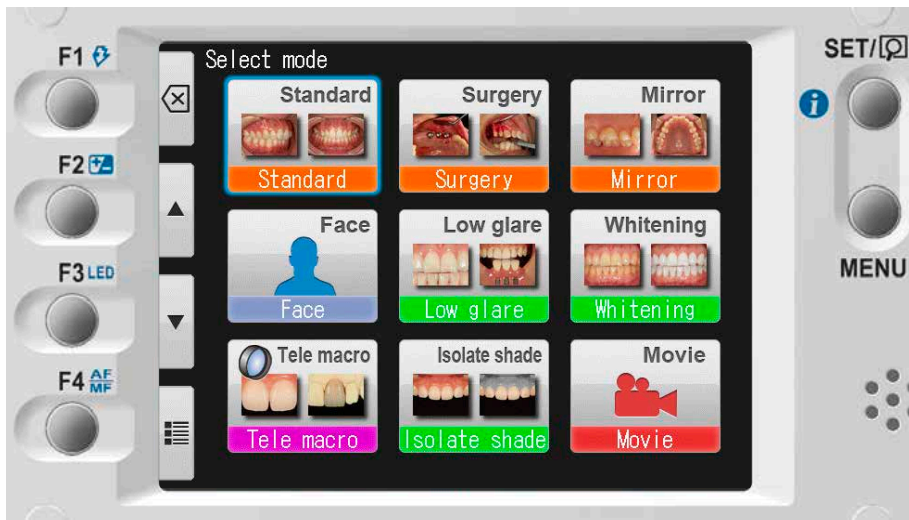 F1
F2
F3 LED
F4 AF
MF
Select mode
Standard
Standard
Surgery
Surgery
Mirror
Mirror
Face
Face
Low glare
Low glare
Whitening
Whitening
Tele macro
Tele macro
Isolate shade
Isolate shade
Movie
Movie
SET/
i
MENU